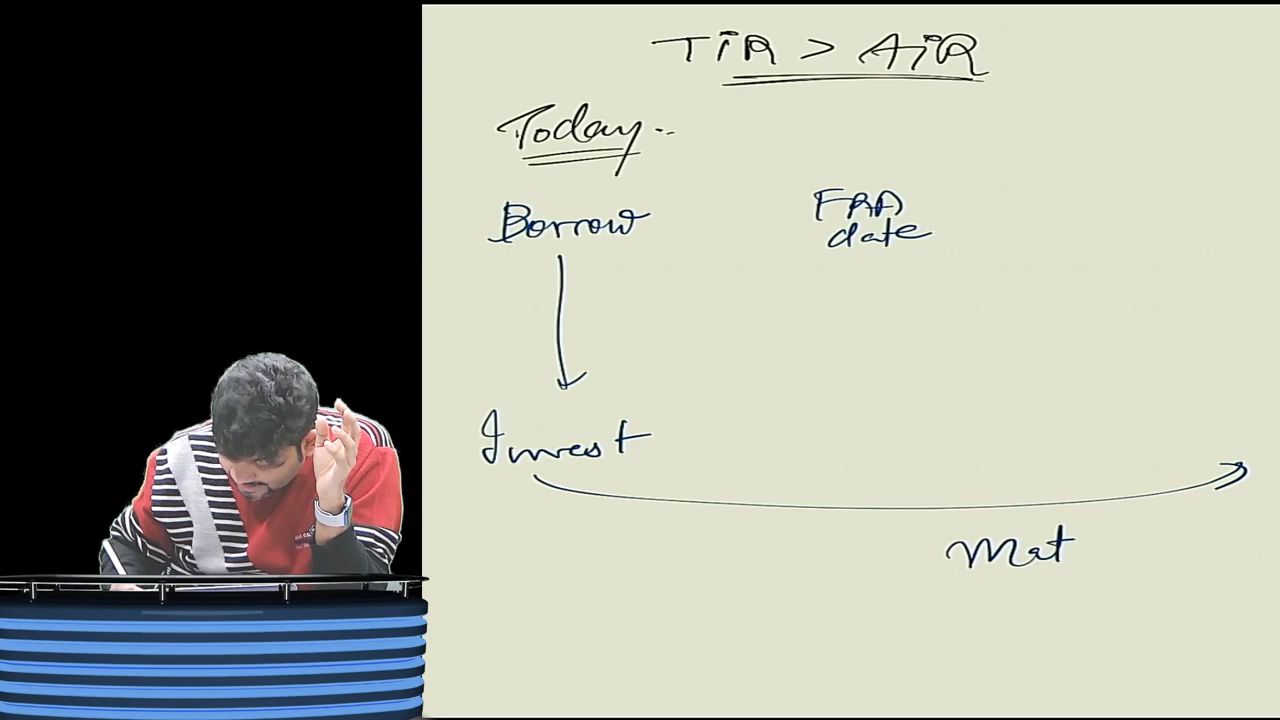 TiR > AiR
Today..
Borrow
FRA
date
Invest
Mat